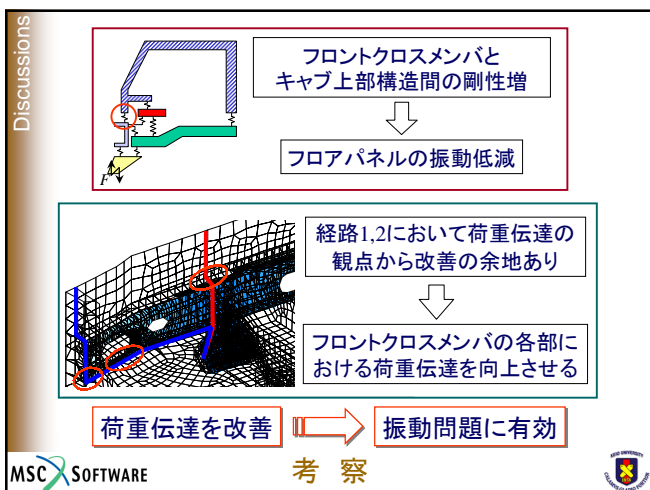 Discussions
フロントクロスメンバと
キャブ上部構造間の剛性増
フロアパネルの振動低減
F
経路1,2において荷重伝達の
観点から改善の余地あり
フロントクロスメンバの各部に
おける荷重伝達を向上させる
荷重伝達を改善
振動問題に有効
MSC SOFTWARE
考 察
KEIO UNIVERSITY
CALAMVS GLADIO FORTIOR